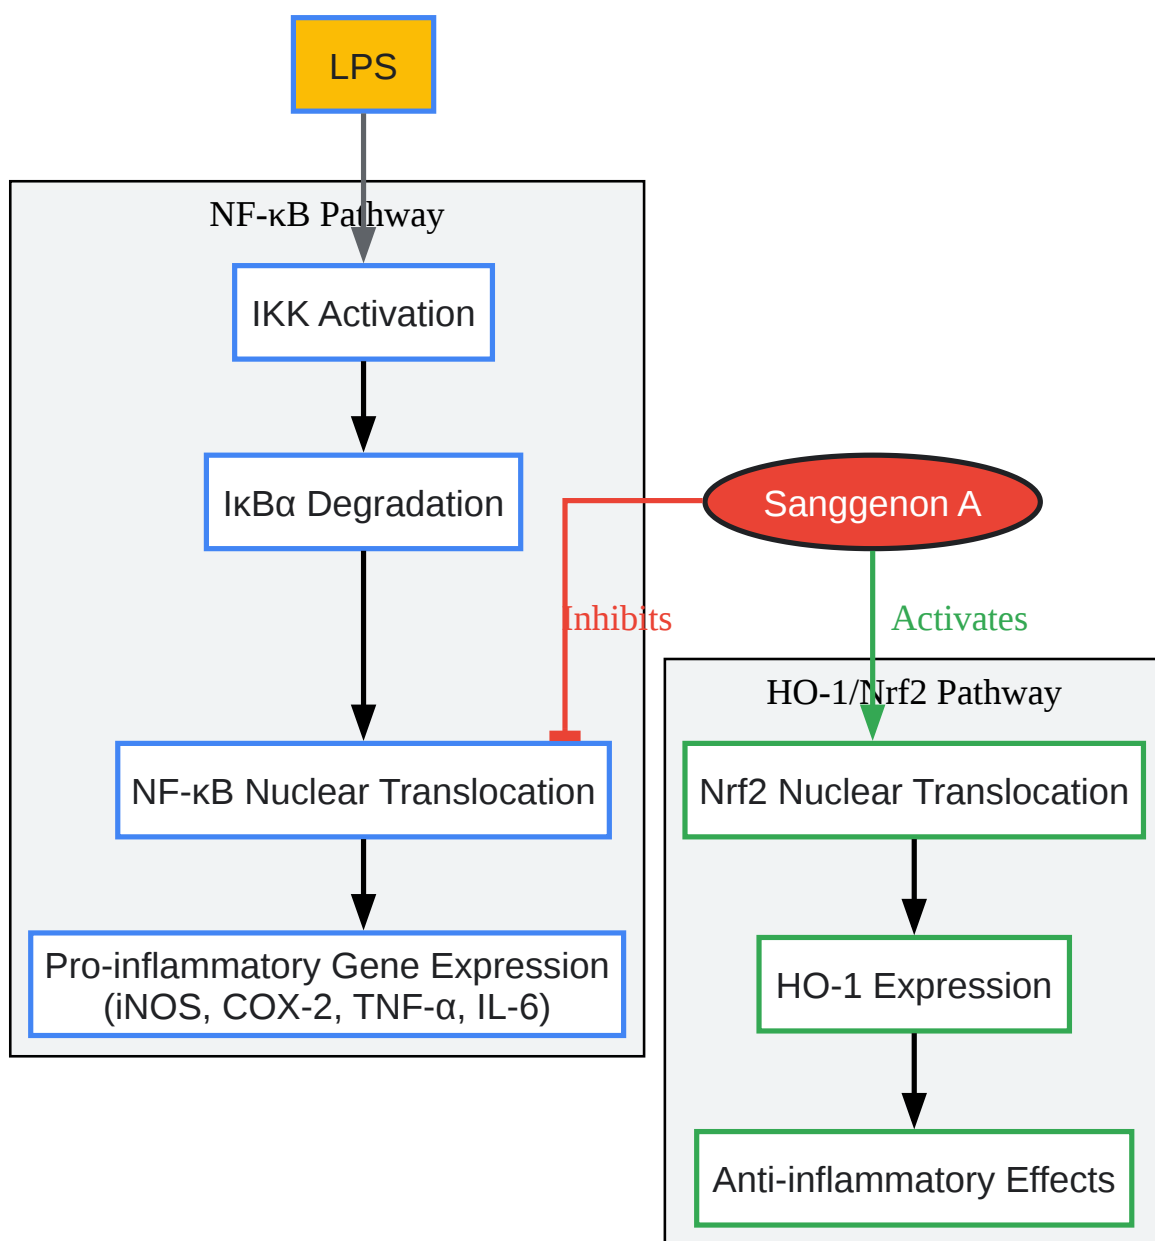 LPS
NF-κB Pathway
IKK Activation
IκBα Degradation
Sanggenon A
Inhibits
Activates
HO-1/Nrf2 Pathway
NF-κB Nuclear Translocation
Nrf2 Nuclear Translocation
Pro-inflammatory Gene Expression
(iNOS, COX-2, TNF-α, IL-6)
HO-1 Expression
Anti-inflammatory Effects